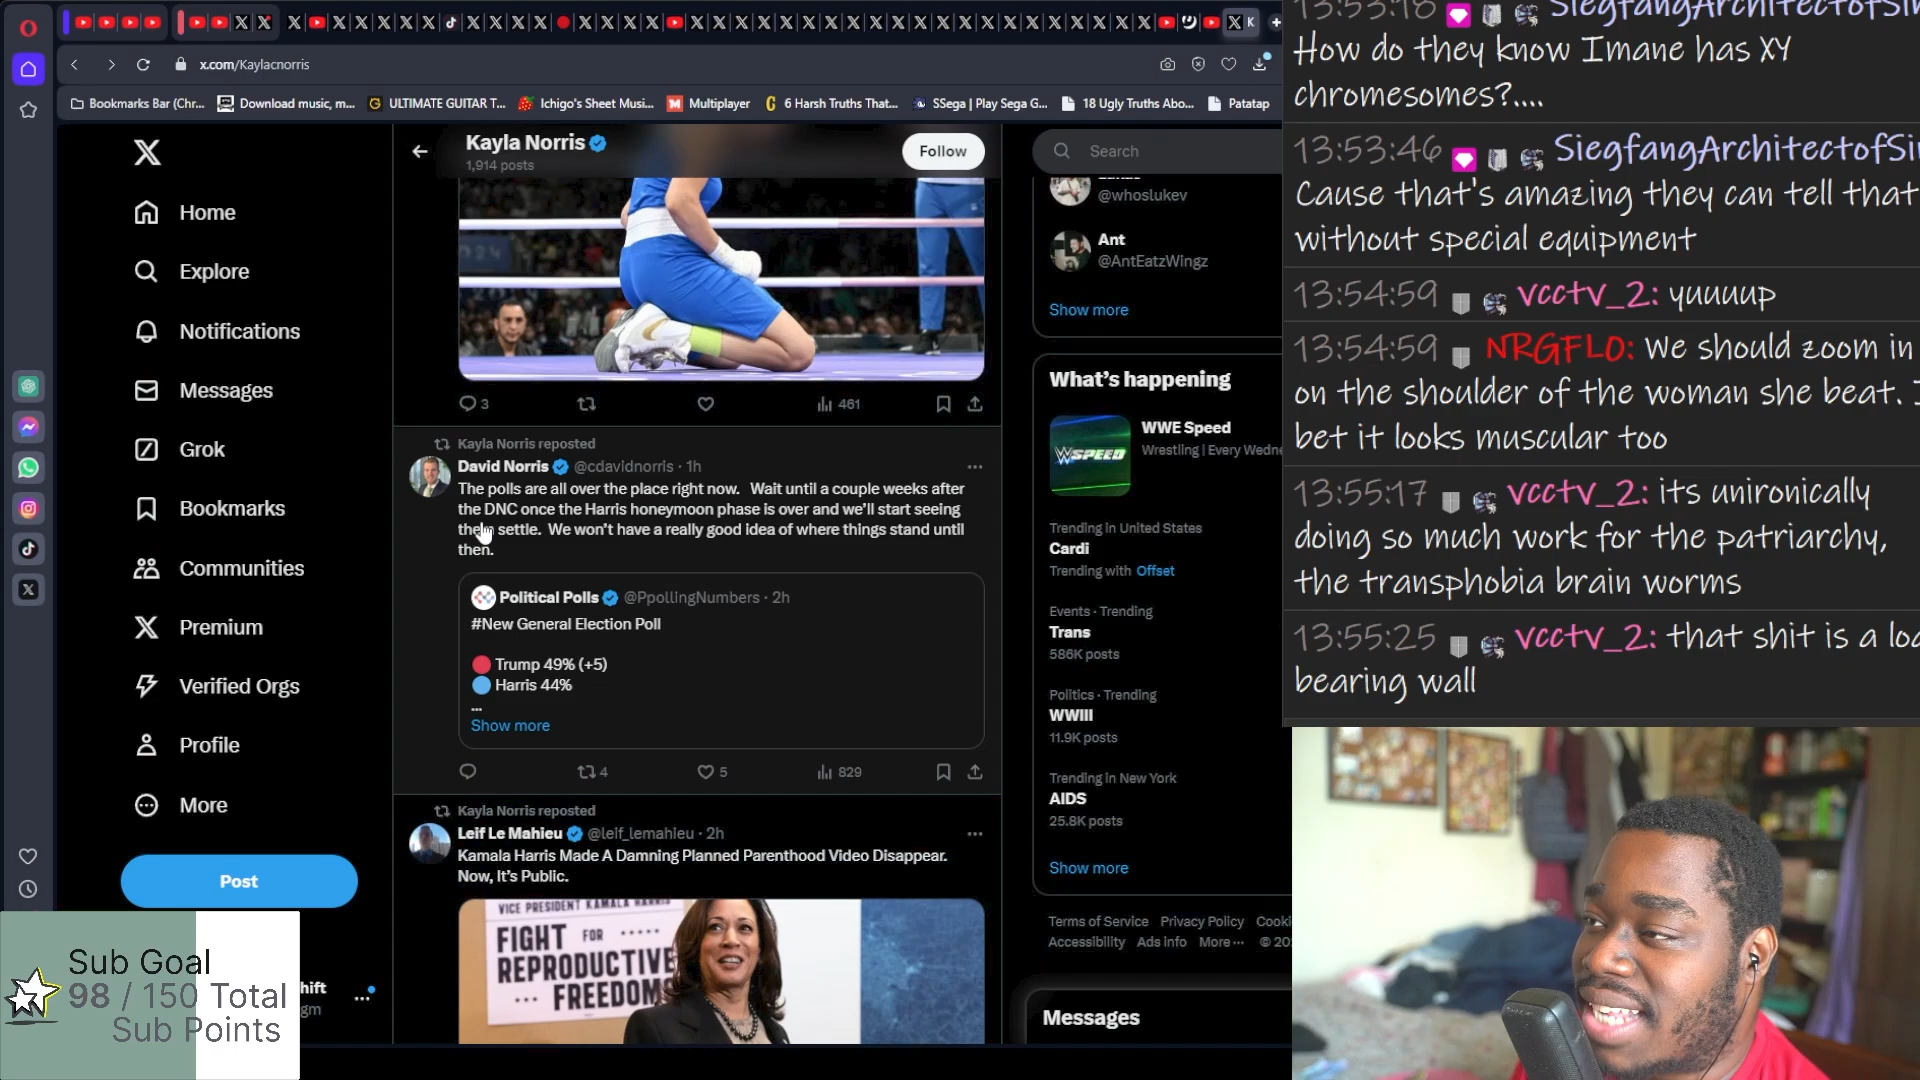 K
x.com/Kaylacnorris
Bookmarks Bar (Chr...
Download music, m...
ULTIMATE GUITAR T...
Ichigo's Sheet Musi...
Multiplayer
6 Harsh Truths That...
SSega | Play Sega G...
18 Ugly Truths Abo...
Patatap
Home
Explore
Notifications
Messages
Grok
Bookmarks
Communities
Premium
Verified Orgs
Profile
More
Post
Sub Goal
98 / 150 Total
Sub Points
hift
gm
Kayla Norris
1,914 posts
Follow
2024
3
461
Kayla Norris reposted
David Norris @cdavidnorris · 1h
The polls are all over the place right now. Wait until a couple weeks after
the DNC once the Harris honeymoon phase is over and we'll start seeing
them settle. We won't have a really good idea of where things stand until
then.
Political Polls @PpollingNumbers · 2h
#New General Election Poll
Trump 49% (+5)
Harris 44%
...
Show more
4
5
829
Kayla Norris reposted
Leif Le Mahieu @leif_lemahieu · 2h
Kamala Harris Made A Damning Planned Parenthood Video Disappear.
Now, It's Public.
VICE PRESIDENT KAMALA HARRIS
FIGHT FOR
REPRODUCTIVE
FREEDOM
Search
@whoslukev
Ant
@AntEatzWingz
Show more
What's happening
WSPEED
WWE Speed
Wrestling | Every Wedne
Trending in United States
Cardi
Trending with Offset
Events · Trending
Trans
586K posts
Politics · Trending
WWIII
11.9K posts
Trending in New York
AIDS
25.8K posts
Show more
Terms of Service Privacy Policy Cooki
Accessibility Ads info More ··· © 20
Messages
13:53:18 SiegfangArchitectofSi
How do they know Imane has XY
chromesomes?....
13:53:46 SiegfangArchitectofSi
Cause that's amazing they can tell that
without special equipment
13:54:59 vcctv_2: yuuuup
13:54:59 NRGFLO: We should zoom in
on the shoulder of the woman she beat. I
bet it looks muscular too
13:55:17 vcctv_2: its unironically
doing so much work for the patriarchy,
the transphobia brain worms
13:55:25 vcctv_2: that shit is a loa
bearing wall